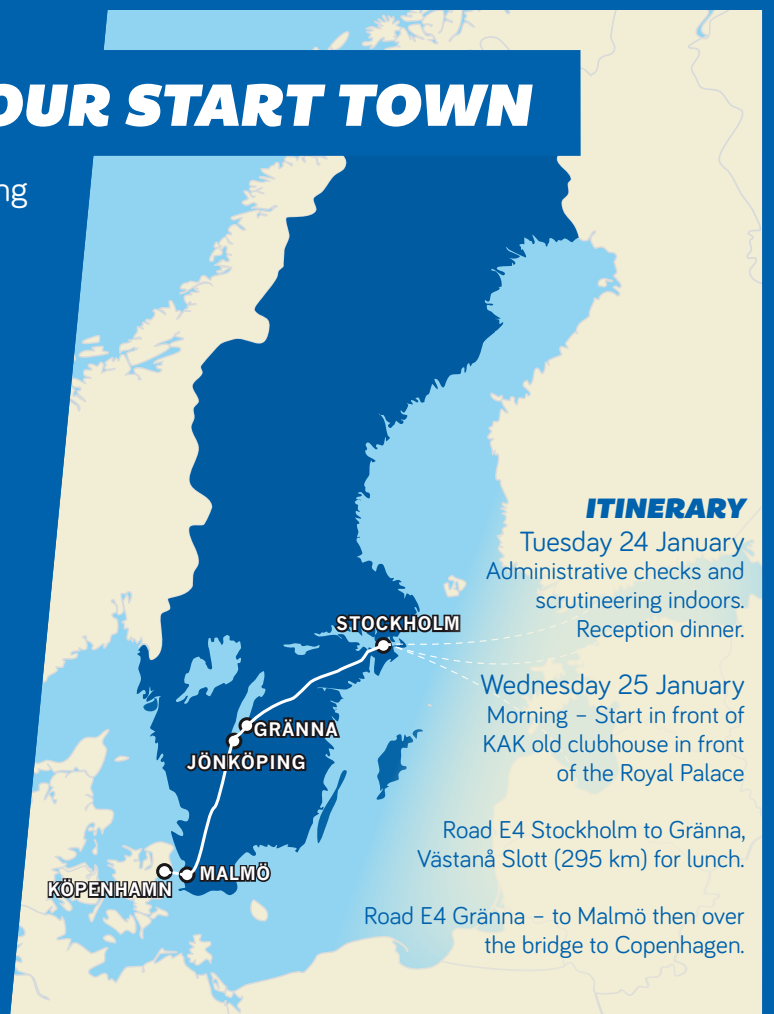 OUR START TOWN
ng
ITINERARY
Tuesday 24 January
Administrative checks and
scrutineering indoors.
Reception dinner.
Wednesday 25 January
Morning – Start in front of
KAK old clubhouse in front
of the Royal Palace
Road E4 Stockholm to Gränna,
Västanå Slott (295 km) for lunch.
Road E4 Gränna – to Malmö then over
the bridge to Copenhagen.
STOCKHOLM
GRÄNNA
JÖNKÖPING
MALMÖ
KÖPENHAMN